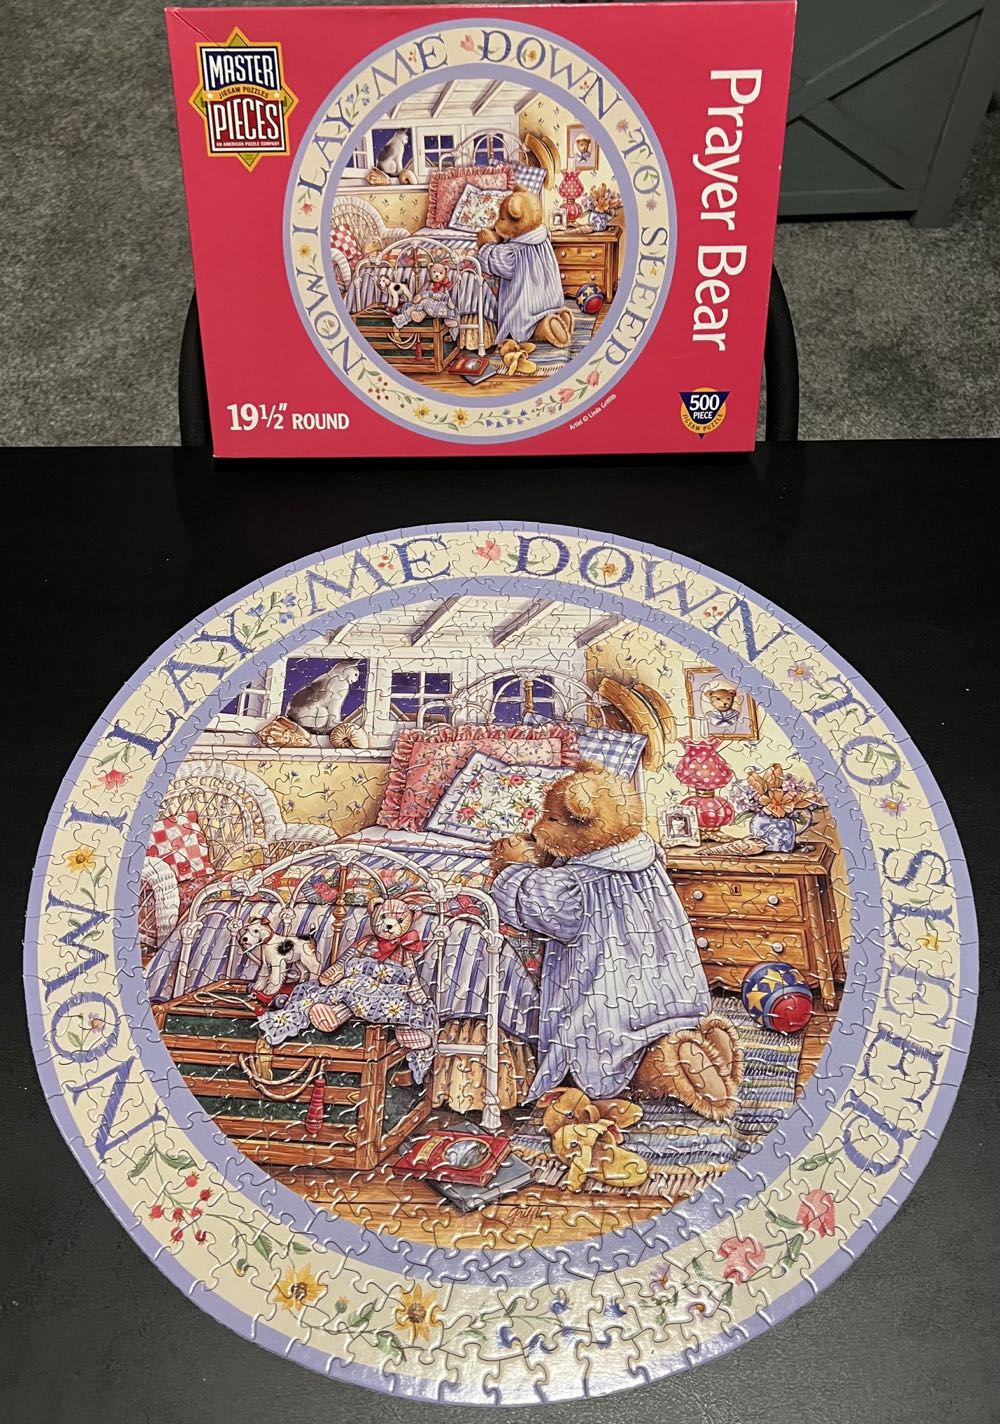 MASTER
JIGSAW PUZZLES
PIECES
AN AMERICAN PUZZLE COMPANY
NOW I LAY ME DOWN TO SLEEP
Prayer Bear
19½" ROUND
Artist © Linda Griffith
500
PIECE
JIGSAW PUZZLE
NOW I LAY ME DOWN TO SLEEP